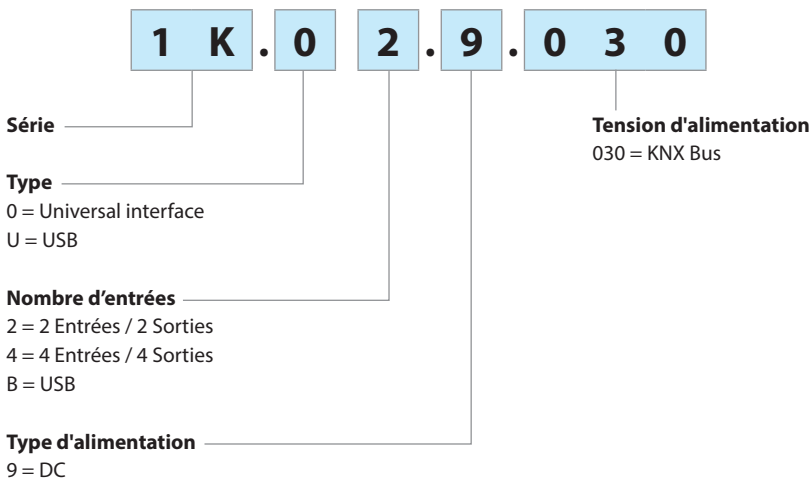 1 K . 0 2 . 9 . 0 3 0
Série
Tension d'alimentation
030 = KNX Bus
Type
0 = Universal interface
U = USB
Nombre d’entrées
2 = 2 Entrées / 2 Sorties
4 = 4 Entrées / 4 Sorties
B = USB
Type d'alimentation
9 = DC